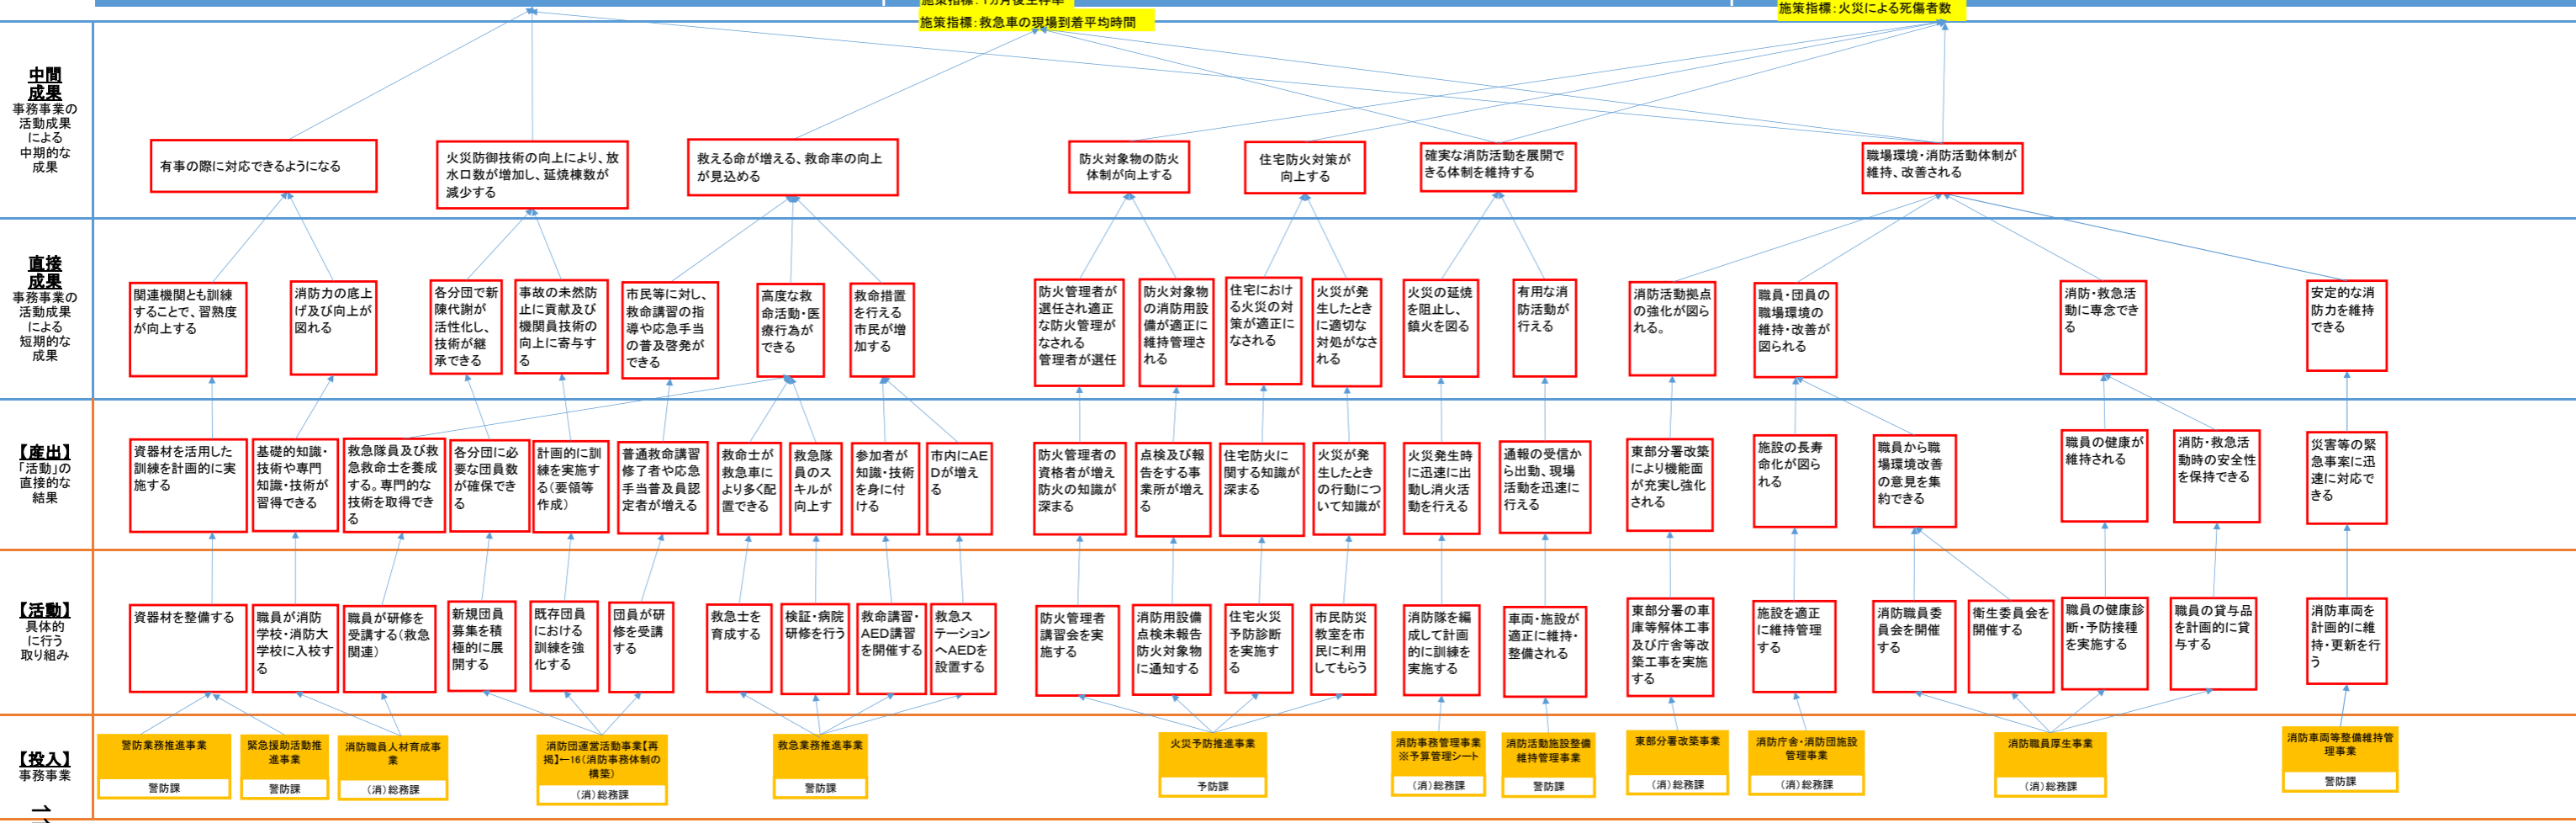 施策指標:1カ月後生存率
施策指標:救急車の現場到着平均時間
施策指標:火災による死傷者数
中間
成果
事務事業の
活動成果
による
中期的な
成果
有事の際に対応できるようになる
火災防御技術の向上により、放
水口数が増加し、延焼棟数が
減少する
救える命が増える、救命率の向上
が見込める
防火対象物の防火
体制が向上する
住宅防火対策が
向上する
確実な消防活動を展開で
きる体制を維持する
職場環境・消防活動体制が
維持、改善される
直接
成果
事務事業の
活動成果
による
短期的な
成果
関連機関とも訓練
することで、習熟度
が向上する
消防力の底上
げ及び向上が
図れる
各分団で新
陳代謝が
活性化し、
技術が継
承できる
事故の未然防
止に貢献及び
機関員技術の
向上に寄与す
る
市民等に対し、
救命講習の指
導や応急手当
の普及啓発が
できる
高度な救
命活動・医
療行為が
できる
救命措置
を行える
市民が増
加する
防火管理者が
選任され適正
な防火管理が
なされる
管理者が選任
防火対象物
の消防用設
備が適正に
維持管理さ
れる
住宅におけ
る火災の対
策が適正に
なされる
火災が発
生したとき
に適切な
対処がなさ
れる
火災の延焼
を阻止し、
鎮火を図る
有用な消
防活動が
行える
消防活動拠点
の強化が図ら
れる。
職員・団員の
職場環境の
維持・改善が
図られる
消防・救急活
動に専念でき
る
安定的な消
防力を維持
できる
【産出】
「活動」の
直接的な
結果
資器材を活用した
訓練を計画的に実
施する
基礎的知識・
技術や専門
知識・技術が
習得できる
救急隊員及び救
急救命士を養成
する。専門的な
技術を取得でき
る
各分団に必
要な団員数
が確保でき
る
計画的に訓
練を実施す
る(要領等
作成)
普通救命講習
修了者や応急
手当普及員認
定者が増える
救命士が
救急車に
より多く配
置できる
救急隊
員のス
キルが
向上す
参加者が
知識・技術
を身に付
ける
市内にAE
Dが増え
る
防火管理者の
資格者が増え
防火の知識が
深まる
点検及び報
告をする事
業所が増え
る
住宅防火に
関する知識が
深まる
火災が発
生したとき
の行動につ
いて知識が
火災発生時
に迅速に出
動し消火活
動を行える
通報の受信か
ら出動、現場
活動を迅速に
行える
東部分署改築
により機能面
が充実し強化
される
施設の長寿
命化が図ら
れる
職員から職
場環境改善
の意見を集
約できる
職員の健康が
維持される
消防・救急活
動時の安全性
を保持できる
災害等の緊
急事案に迅
速に対応で
きる
【活動】
具体的
に行う
取り組み
資器材を整備する
職員が消防
学校・消防大
学校に入校す
る
職員が研修を
受講する(救急
関連)
新規団員
募集を積
極的に展
開する
既存団員
における
訓練を強
化する
団員が研
修を受講
する
救急士を
育成する
検証・病院
研修を行う
救命講習・
AED講習
を開催する
救急ス
テーション
へAEDを
設置する
防火管理者
講習会を実
施する
消防用設備
点検未報告
防火対象物
に通知する
住宅火災
予防診断
を実施す
る
市民防災
教室を市
民に利用
してもらう
消防隊を編
成して計画
的に訓練を
実施する
車両・施設が
適正に維持・
整備される
東部分署の車
庫等解体工事
及び庁舎等改
築工事を実施
する
施設を適正
に維持管理
する
消防職員委
員会を開催
する
衛生委員会を
開催する
職員の健康診
断・予防接種
を実施する
職員の貸与品
を計画的に貸
与する
消防車両を
計画的に維
持・更新を行
う
【投入】
事務事業
警防業務推進事業
警防課
緊急援助活動推
進事業
警防課
消防職員人材育成事
業
(消)総務課
消防団運営活動事業【再
掲】←16(消防事務体制の
構築)
(消)総務課
救急業務推進事業
警防課
火災予防推進事業
予防課
消防事務管理事業
※予算管理シート
(消)総務課
消防活動施設整備
維持管理事業
警防課
東部分署改築事業
(消)総務課
消防庁舎・消防団施設
管理事業
(消)総務課
消防職員厚生事業
(消)総務課
消防車両等整備維持管
理事業
警防課
→